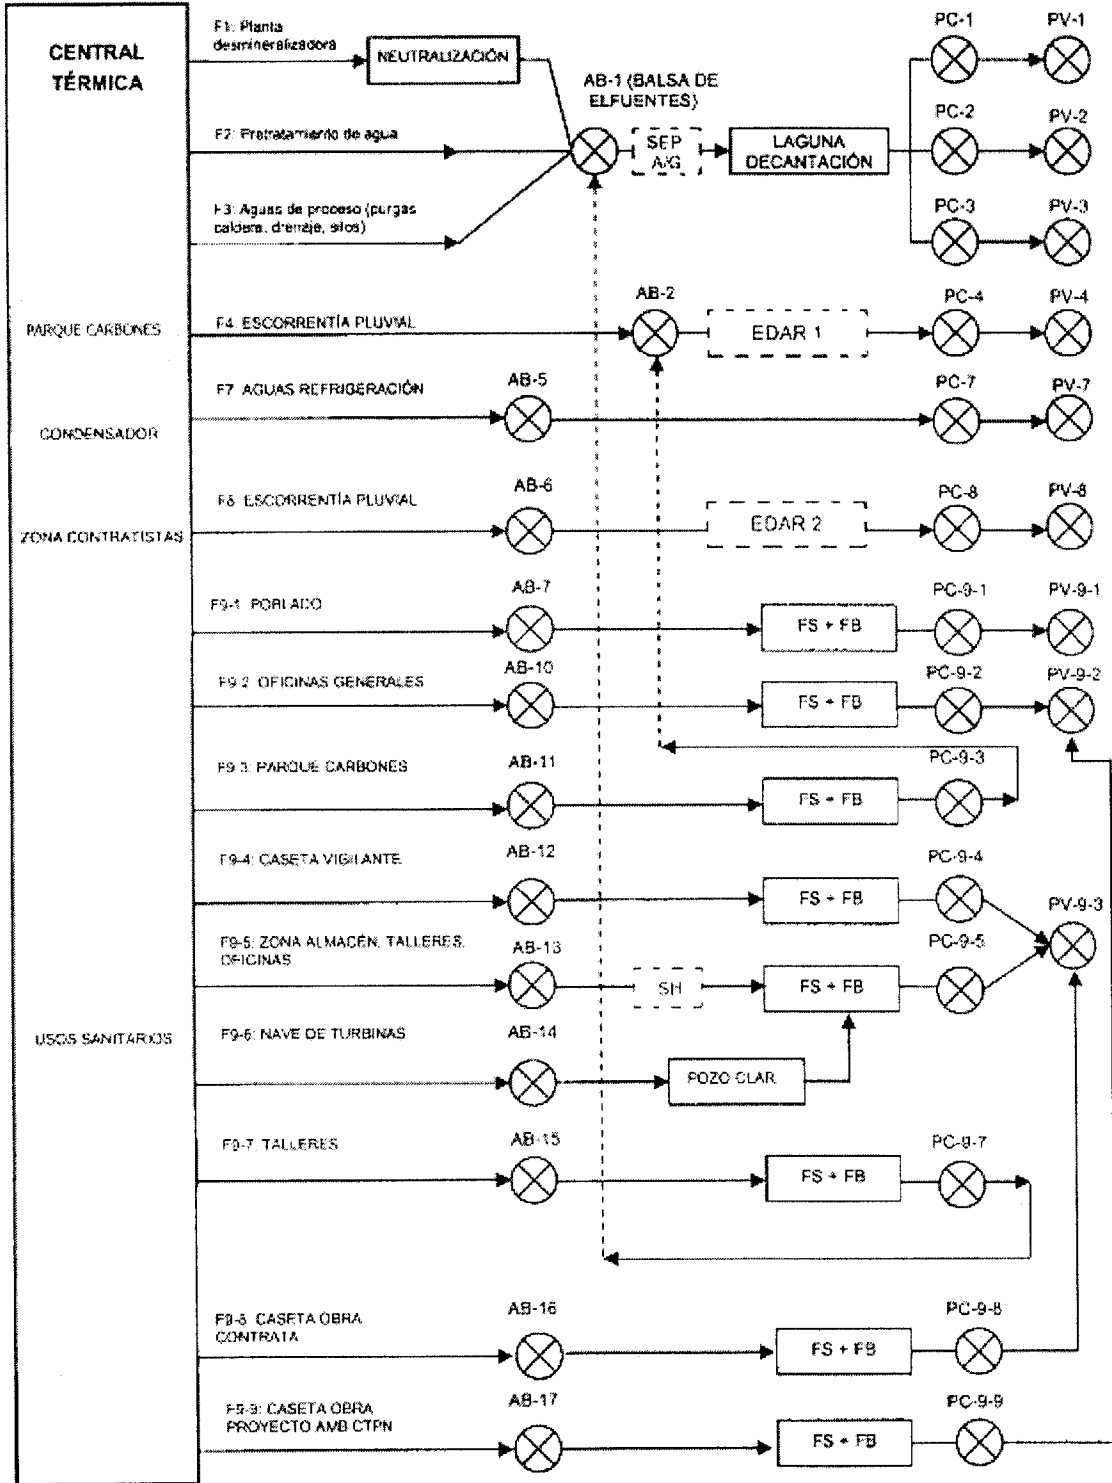 CENTRAL
TÉRMICA
F1: Planta
desmineralizadora
NEUTRALIZACIÓN
AB-1 (BALSA DE
ELFUENTES)
PC-1
PV-1
F2: Pretratamiento de agua
SEP
A/G
LAGUNA
DECANTACIÓN
PC-2
PV-2
F3: Aguas de proceso (purgas
caldera, drenaje, silos)
PC-3
PV-3
PARQUE CARBONES
F4: ESCORRENTÍA PLUVIAL
AB-2
EDAR 1
PC-4
PV-4
F7 AGUAS REFRIGERACIÓN
AB-5
PC-7
PV-7
CONDENSADOR
F8 ESCORRENTÍA PLUVIAL
AB-6
EDAR 2
PC-8
PV-8
ZONA CONTRATISTAS
F9-1: POBLADO
AB-7
FS + FB
PC-9-1
PV-9-1
F9-2: OFICINAS GENERALES
AB-10
FS + FB
PC-9-2
PV-9-2
F9-3: PARQUE CARBONES
AB-11
FS + FB
PC-9-3
F9-4: CASETA VIGILANTE
AB-12
FS + FB
PC-9-4
PV-9-3
F9-5: ZONA ALMACÉN, TALLERES,
OFICINAS
AB-13
SH
FS + FB
PC-9-5
USOS SANITARIOS
F9-6: NAVE DE TURBINAS
AB-14
POZO CLAR.
F9-7: TALLERES
AB-15
FS + FB
PC-9-7
F9-8: CASETA OBRA
CONTRATA
AB-16
FS + FB
PC-9-8
F9-9: CASETA OBRA
PROYECTO AMB CTPN
AB-17
FS + FB
PC-9-9